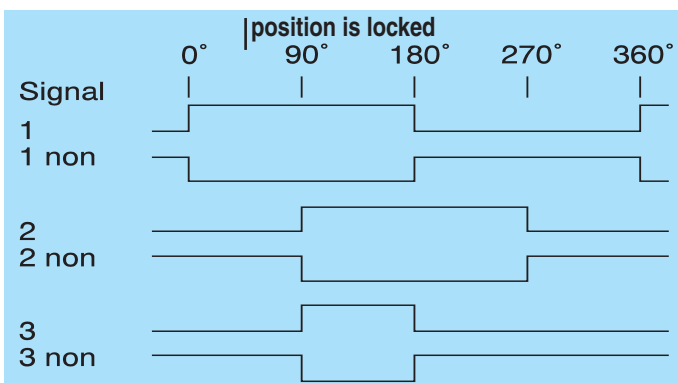 position is locked
0° 90° 180° 270° 360°
Signal
1
1 non
2
2 non
3
3 non